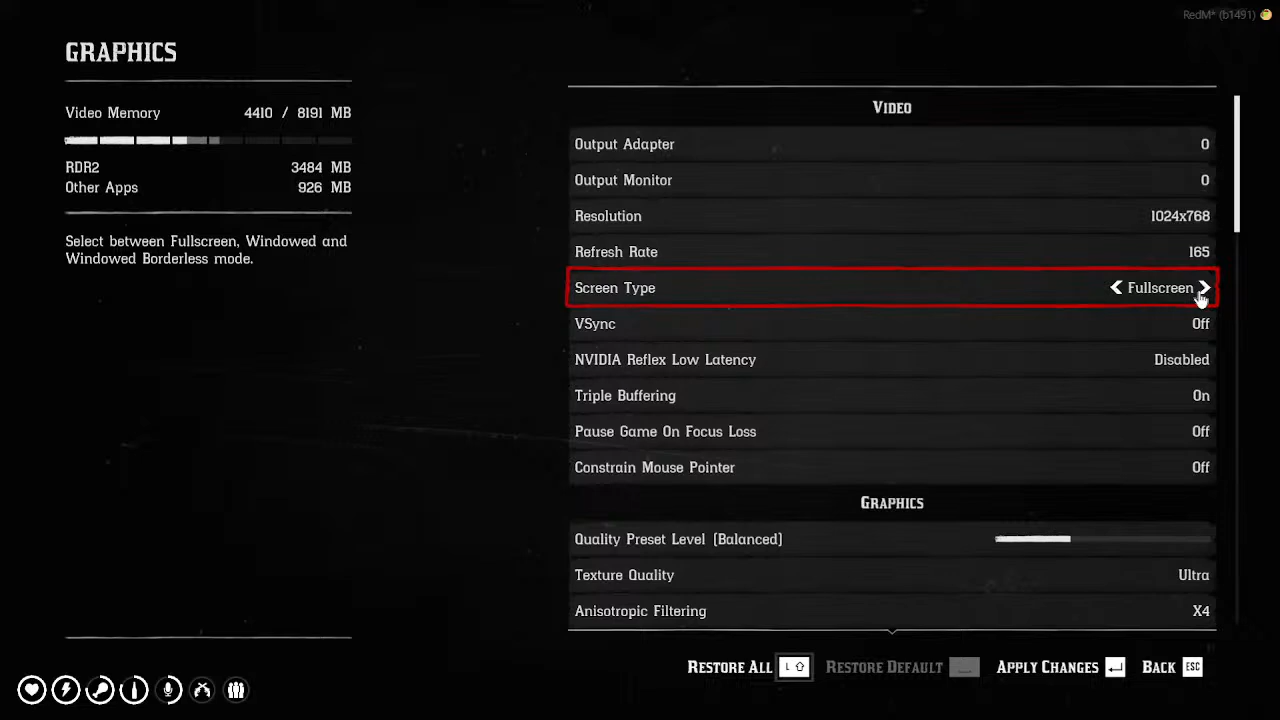 RedM* (b1491)
GRAPHICS
Video Memory 4410 / 8191 MB
RDR2 3484 MB
Other Apps 926 MB
Select between Fullscreen, Windowed and
Windowed Borderless mode.
VIDEO
Output Adapter 0
Output Monitor 0
Resolution 1024x768
Refresh Rate 165
Screen Type Fullscreen
VSync Off
NVIDIA Reflex Low Latency Disabled
Triple Buffering On
Pause Game On Focus Loss Off
Constrain Mouse Pointer Off
GRAPHICS
Quality Preset Level (Balanced)
Texture Quality Ultra
Anisotropic Filtering X4
RESTORE ALL L ⇧ RESTORE DEFAULT APPLY CHANGES ↵ BACK ESC